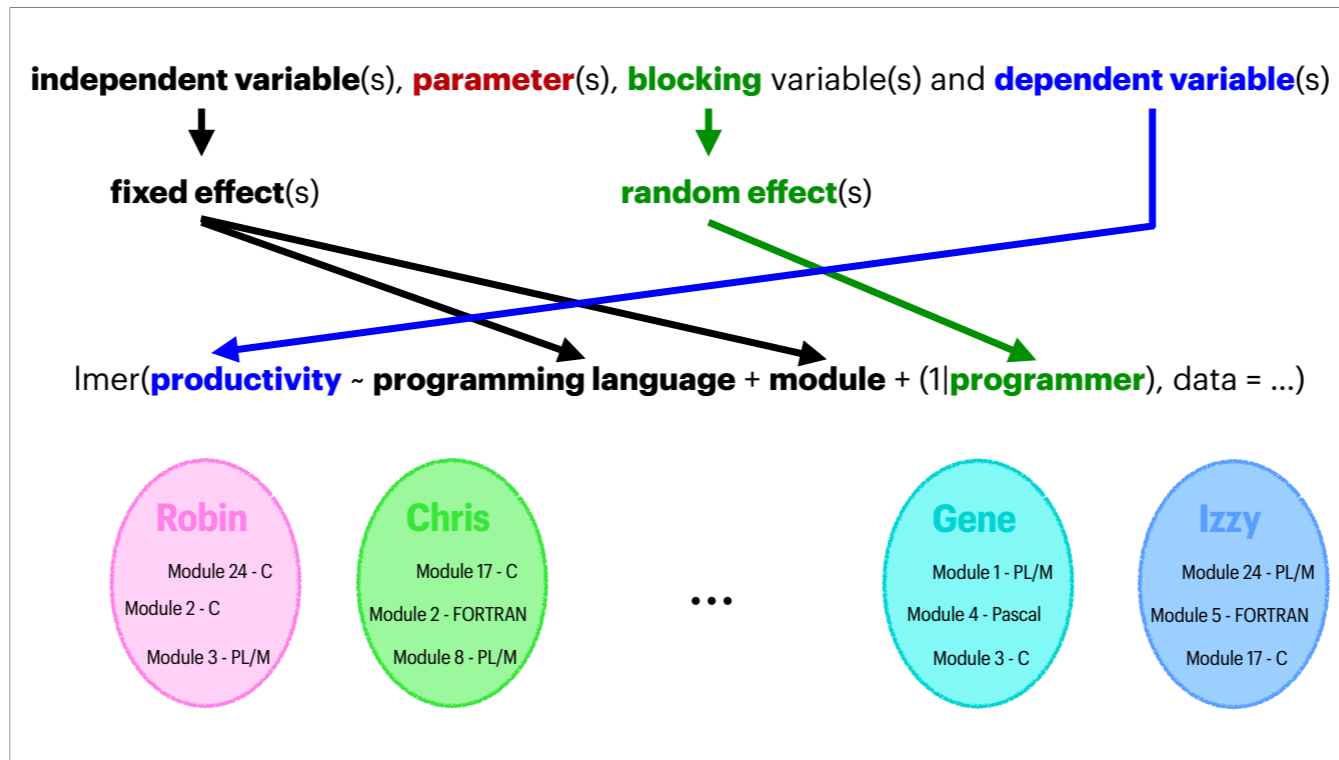 independent variable(s), parameter(s), blocking variable(s) and dependent variable(s)
fixed effect(s)
random effect(s)
lmer(productivity ~ programming language + module + (1|programmer), data = ...)
Robin
Module 24 - C
Module 2 - C
Module 3 - PL/M
Chris
Module 17 - C
Module 2 - FORTRAN
Module 8 - PL/M
...
Gene
Module 1 - PL/M
Module 4 - Pascal
Module 3 - C
Izzy
Module 24 - PL/M
Module 5 - FORTRAN
Module 17 - C